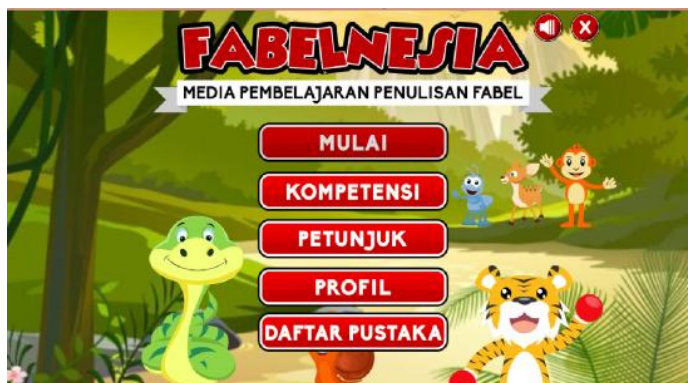 FABELNESIA
MEDIA PEMBELAJARAN PENULISAN FABEL
MULAI
KOMPETENSI
PETUNJUK
PROFIL
DAFTAR PUSTAKA